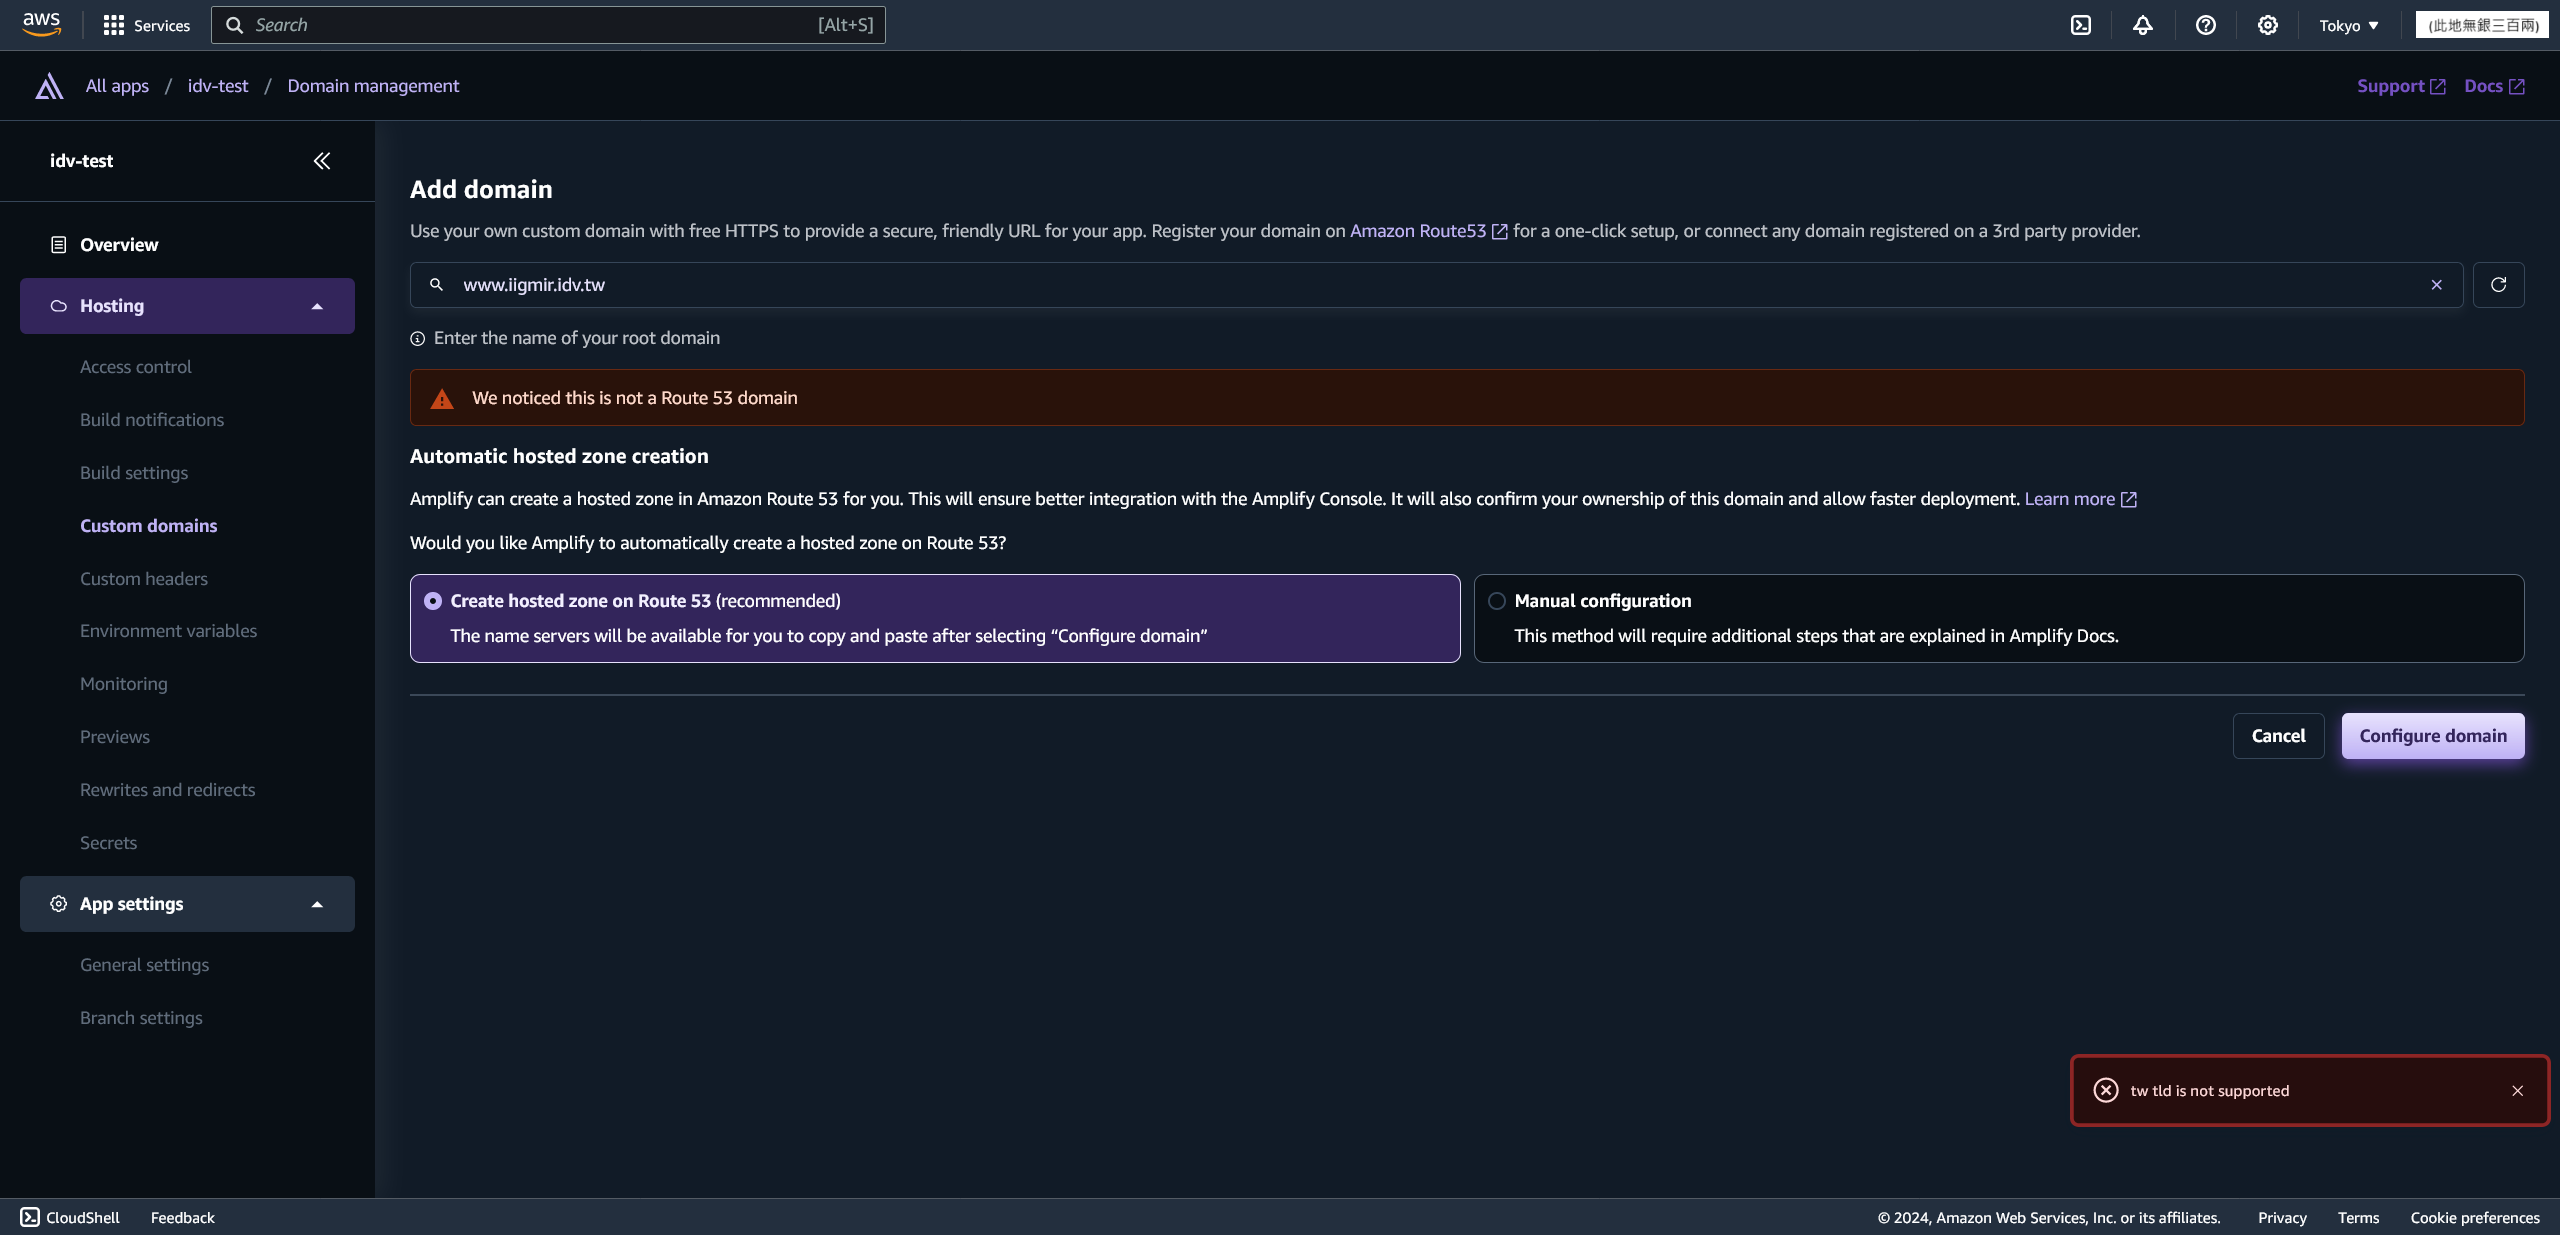 aws
Services
Search
[Alt+S]
Tokyo
(此地無銀三百兩)
All apps / idv-test / Domain management
Support
Docs
idv-test
Overview
Hosting
Access control
Build notifications
Build settings
Custom domains
Custom headers
Environment variables
Monitoring
Previews
Rewrites and redirects
Secrets
App settings
General settings
Branch settings
Add domain
Use your own custom domain with free HTTPS to provide a secure, friendly URL for your app. Register your domain on Amazon Route53 for a one-click setup, or connect any domain registered on a 3rd party provider.
www.iigmir.idv.tw
Enter the name of your root domain
We noticed this is not a Route 53 domain
Automatic hosted zone creation
Amplify can create a hosted zone in Amazon Route 53 for you. This will ensure better integration with the Amplify Console. It will also confirm your ownership of this domain and allow faster deployment. Learn more
Would you like Amplify to automatically create a hosted zone on Route 53?
Create hosted zone on Route 53 (recommended)
The name servers will be available for you to copy and paste after selecting “Configure domain”
Manual configuration
This method will require additional steps that are explained in Amplify Docs.
Cancel
Configure domain
tw tld is not supported
CloudShell
Feedback
© 2024, Amazon Web Services, Inc. or its affiliates.
Privacy
Terms
Cookie preferences